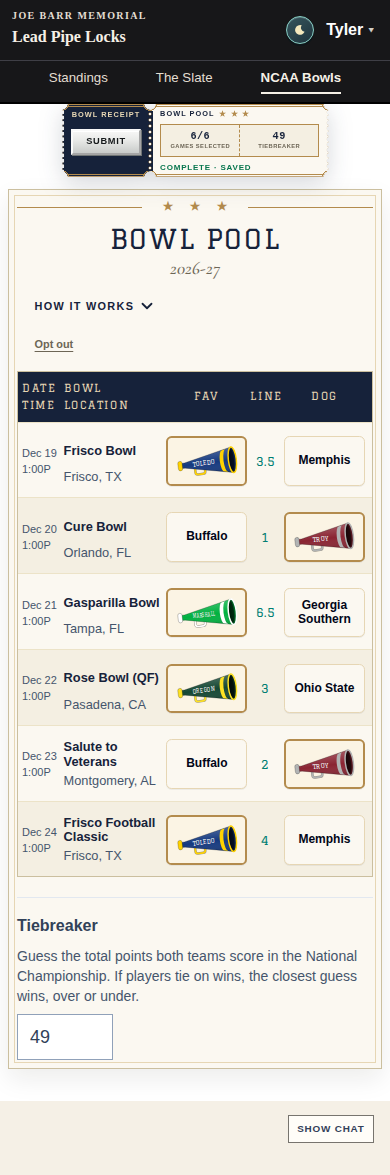 JOE BARR MEMORIAL
Lead Pipe Locks
Tyler
Standings
The Slate
NCAA Bowls
BOWL RECEIPT
SUBMIT
BOWL POOL ★ ★ ★
6/6
GAMES SELECTED
49
TIEBREAKER
COMPLETE · SAVED
★ ★ ★
BOWL POOL
2026-27
HOW IT WORKS
Opt out
DATE TIME
BOWL LOCATION
FAV
LINE
DOG
Dec 19
1:00P
Frisco Bowl
Frisco, TX
TOLEDO
3.5
Memphis
Dec 20
1:00P
Cure Bowl
Orlando, FL
Buffalo
1
TROY
Dec 21
1:00P
Gasparilla Bowl
Tampa, FL
MARSHALL
6.5
Georgia
Southern
Dec 22
1:00P
Rose Bowl (QF)
Pasadena, CA
OREGON
3
Ohio State
Dec 23
1:00P
Salute to
Veterans
Montgomery, AL
Buffalo
2
TROY
Dec 24
1:00P
Frisco Football
Classic
Frisco, TX
TOLEDO
4
Memphis
Tiebreaker
Guess the total points both teams score in the National
Championship. If players tie on wins, the closest guess
wins, over or under.
49
SHOW CHAT